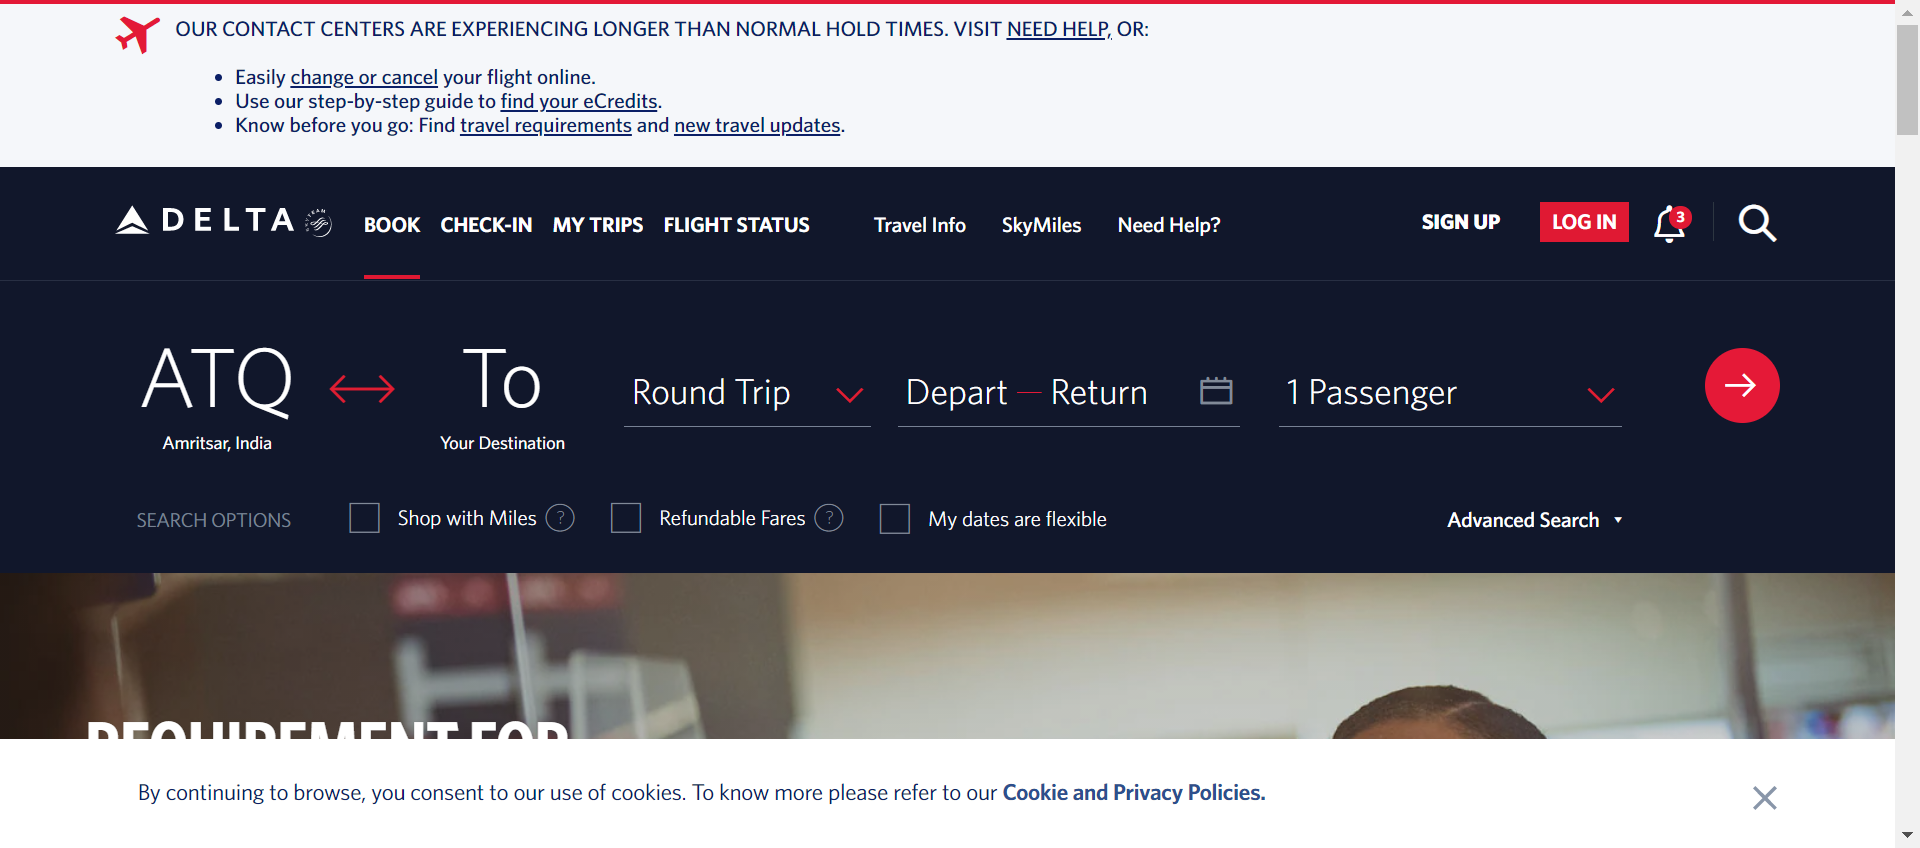 OUR CONTACT CENTERS ARE EXPERIENCING LONGER THAN NORMAL HOLD TIMES. VISIT NEED HELP, OR:
• Easily change or cancel your flight online.
• Use our step-by-step guide to find your eCredits.
• Know before you go: Find travel requirements and new travel updates.
DELTA BOOK CHECK-IN MY TRIPS FLIGHT STATUS Travel Info SkyMiles Need Help? SIGN UP LOG IN 3
ATQ To Round Trip Depart — Return 1 Passenger
Amritsar, India Your Destination
SEARCH OPTIONS Shop with Miles ? Refundable Fares ? My dates are flexible Advanced Search
REQUIREMENT FOR
By continuing to browse, you consent to our use of cookies. To know more please refer to our Cookie and Privacy Policies.